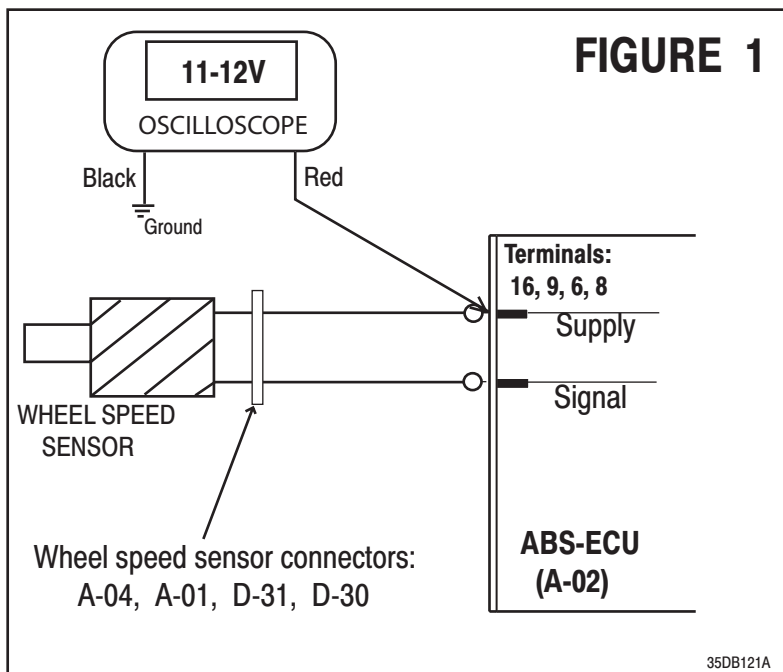 FIGURE 1
11-12V
OSCILLOSCOPE
Black
Red
Ground
Terminals:
16, 9, 6, 8
Supply
Signal
WHEEL SPEED
SENSOR
Wheel speed sensor connectors:
A-04, A-01, D-31, D-30
ABS-ECU
(A-02)
35DB121A